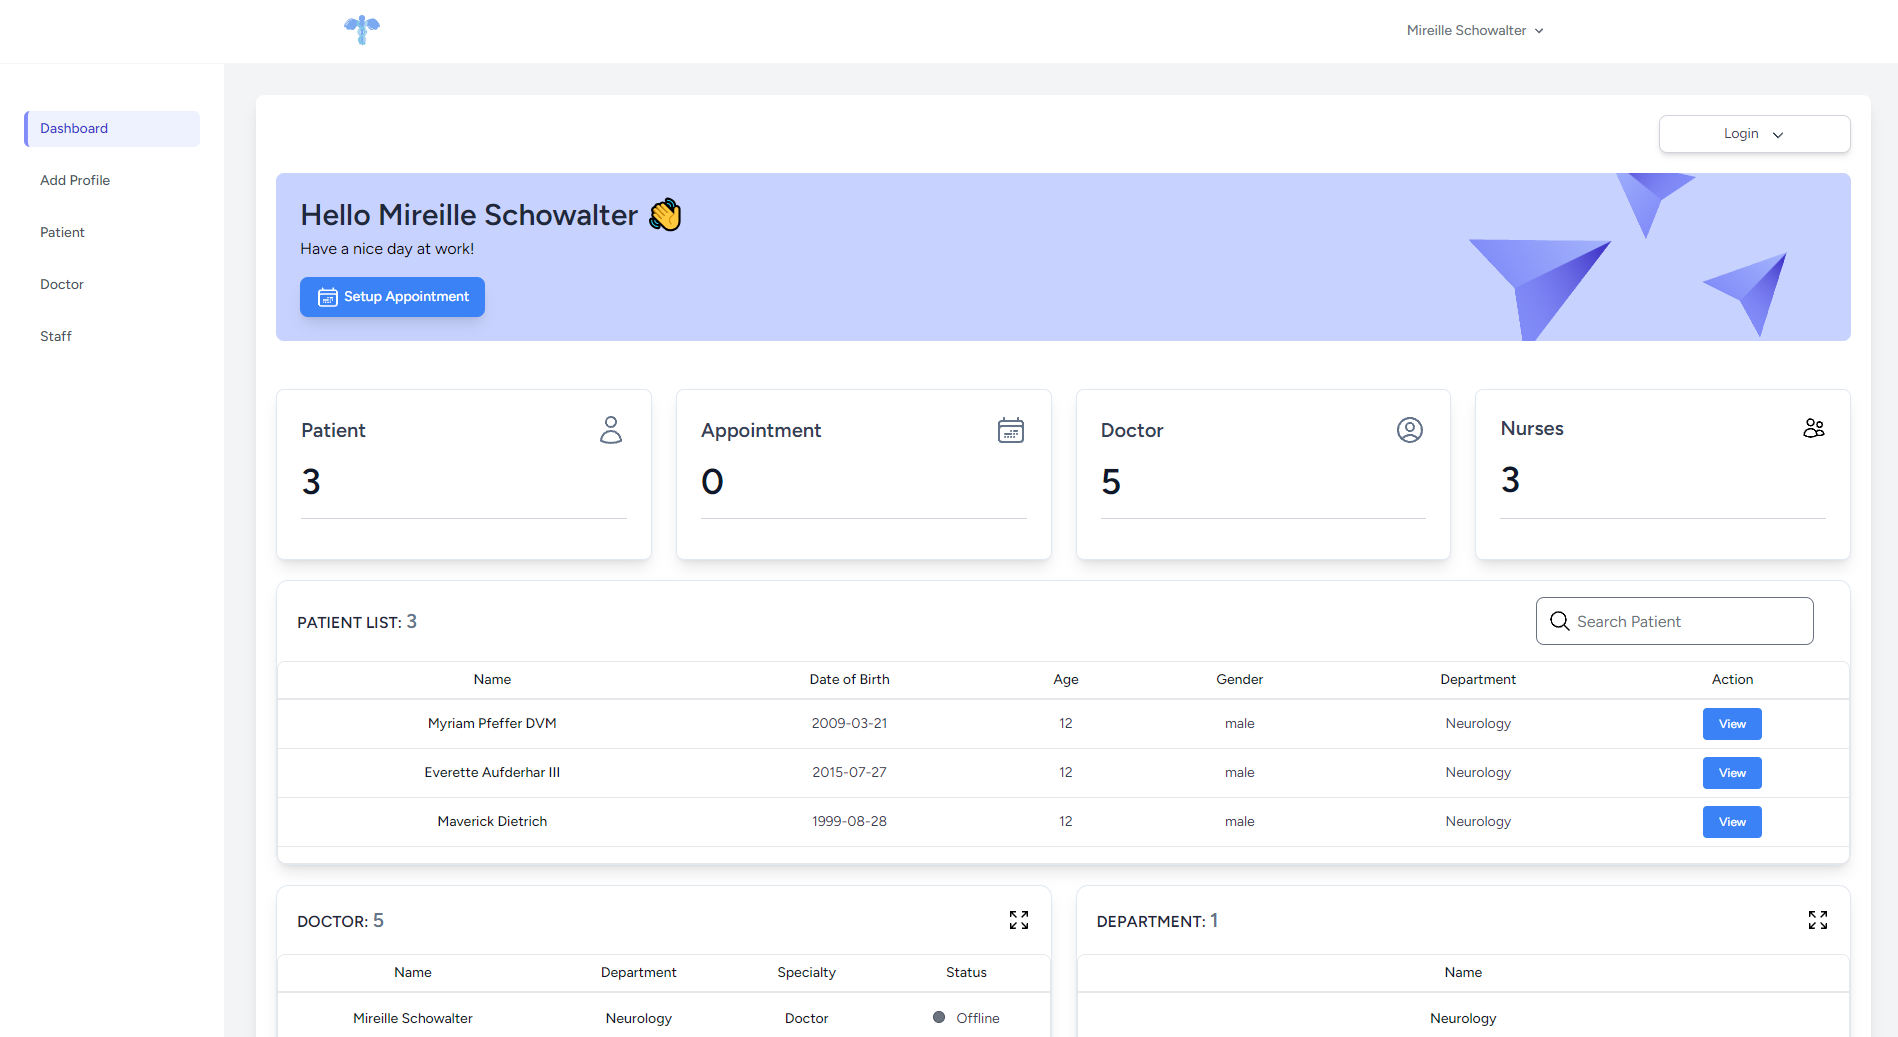 Mireille Schowalter
Dashboard
Add Profile
Patient
Doctor
Staff
Login
Hello Mireille Schowalter 👋
Have a nice day at work!
Setup Appointment
Patient
3
Appointment
0
Doctor
5
Nurses
3
PATIENT LIST: 3
Search Patient
Name Date of Birth Age Gender Department Action
Myriam Pfeffer DVM 2009-03-21 12 male Neurology View
Everette Aufderhar III 2015-07-27 12 male Neurology View
Maverick Dietrich 1999-08-28 12 male Neurology View
DOCTOR: 5
Name Department Specialty Status
Mireille Schowalter Neurology Doctor Offline
DEPARTMENT: 1
Name
Neurology